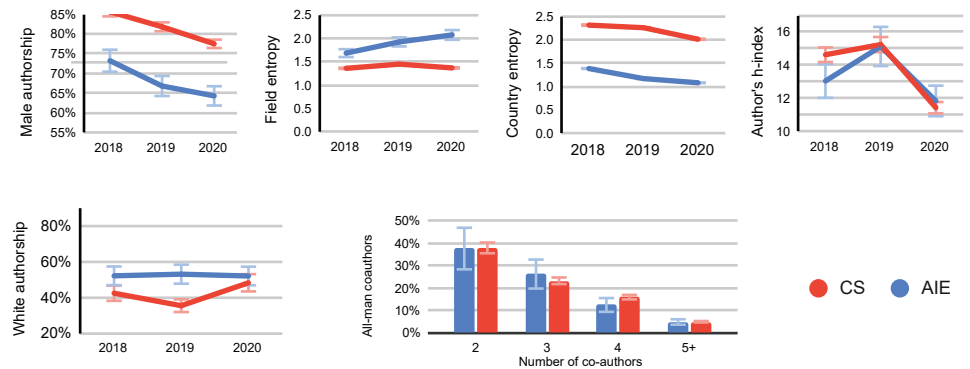 Male authorship
85%
80%
75%
70%
65%
60%
55%
2018 2019 2020
Field entropy
2.5
2.0
1.5
1.0
0.5
0.0
2018 2019 2020
Country entropy
2.5
2.0
1.5
1.0
0.5
0.0
2018 2019 2020
Author's h-index
16
14
12
10
2018 2019 2020
White authorship
80%
60%
40%
20%
2018 2019 2020
All-man coauthors
50%
40%
30%
20%
10%
0%
2 3 4 5+
Number of co-authors
CS AIE